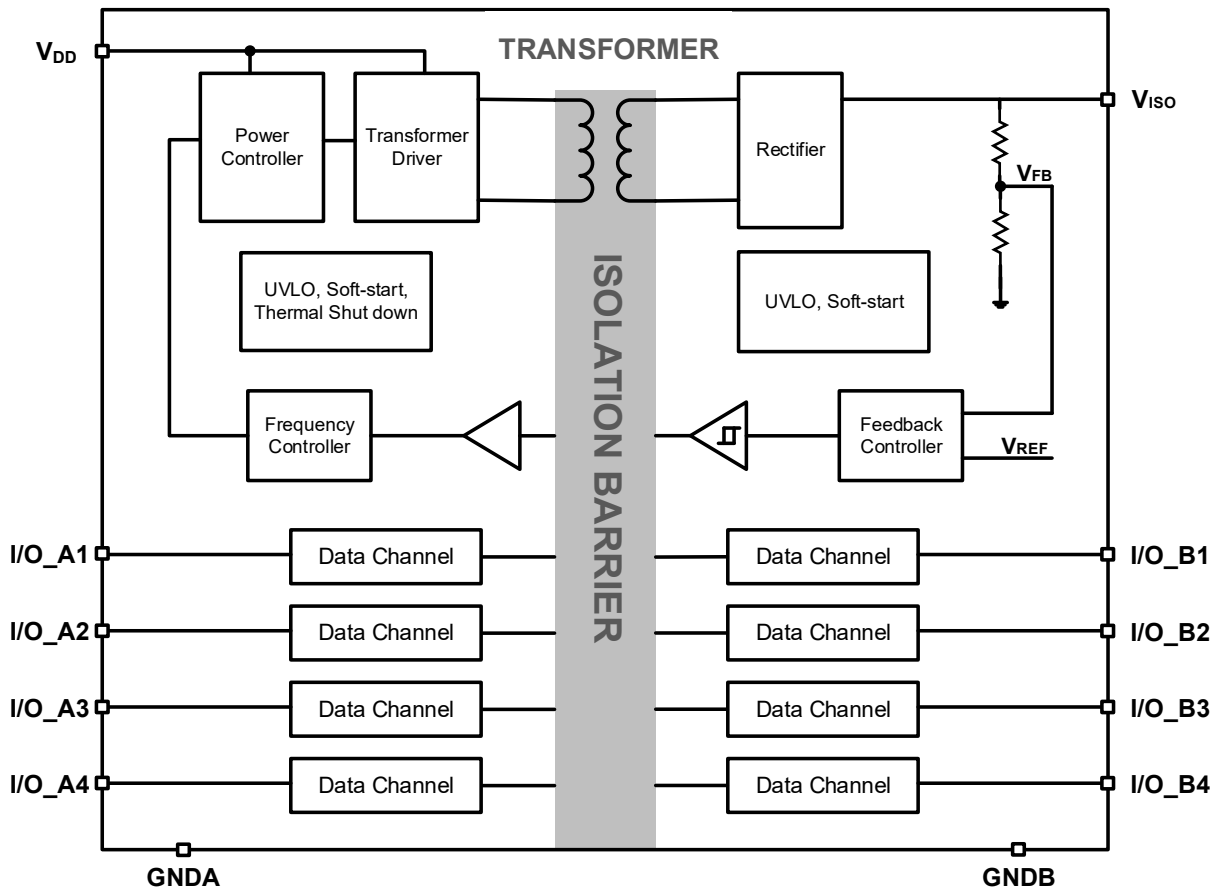 TRANSFORMER
VDD
VISO
Power
Controller
Transformer
Driver
Rectifier
VFB
UVLO, Soft-start,
Thermal Shut down
UVLO, Soft-start
ISOLATION BARRIER
Frequency
Controller
Feedback
Controller
VREF
I/O_A1
Data Channel
Data Channel
I/O_B1
I/O_A2
Data Channel
Data Channel
I/O_B2
I/O_A3
Data Channel
Data Channel
I/O_B3
I/O_A4
Data Channel
Data Channel
I/O_B4
GNDA
GNDB